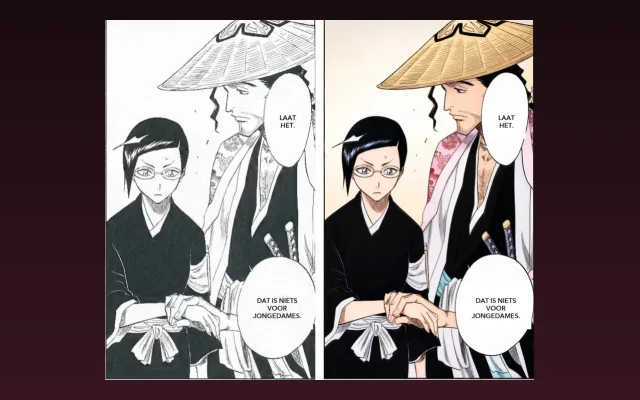 LAAT
HET.
DAT IS NIETS
VOOR
JONGEDAMES.
LAAT
HET.
DAT IS NIETS
VOOR
JONGEDAMES.